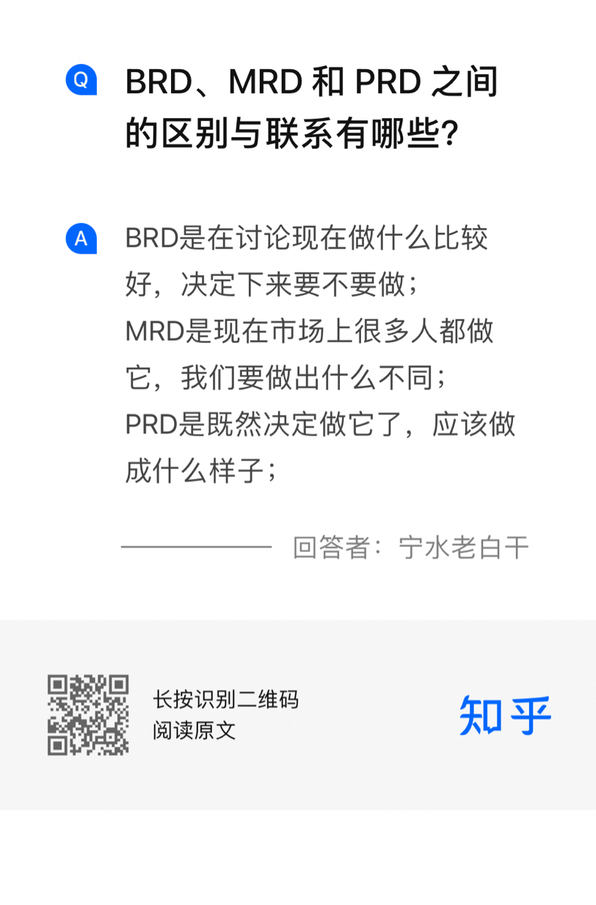 Q
BRD、MRD 和 PRD 之间
的区别与联系有哪些？
A
BRD是在讨论现在做什么比较
好，决定下来要不要做；
MRD是现在市场上很多人都做
它，我们要做出什么不同；
PRD是既然决定做它了，应该做
成什么样子；
回答者：宁水老白干
长按识别二维码
阅读原文
知乎